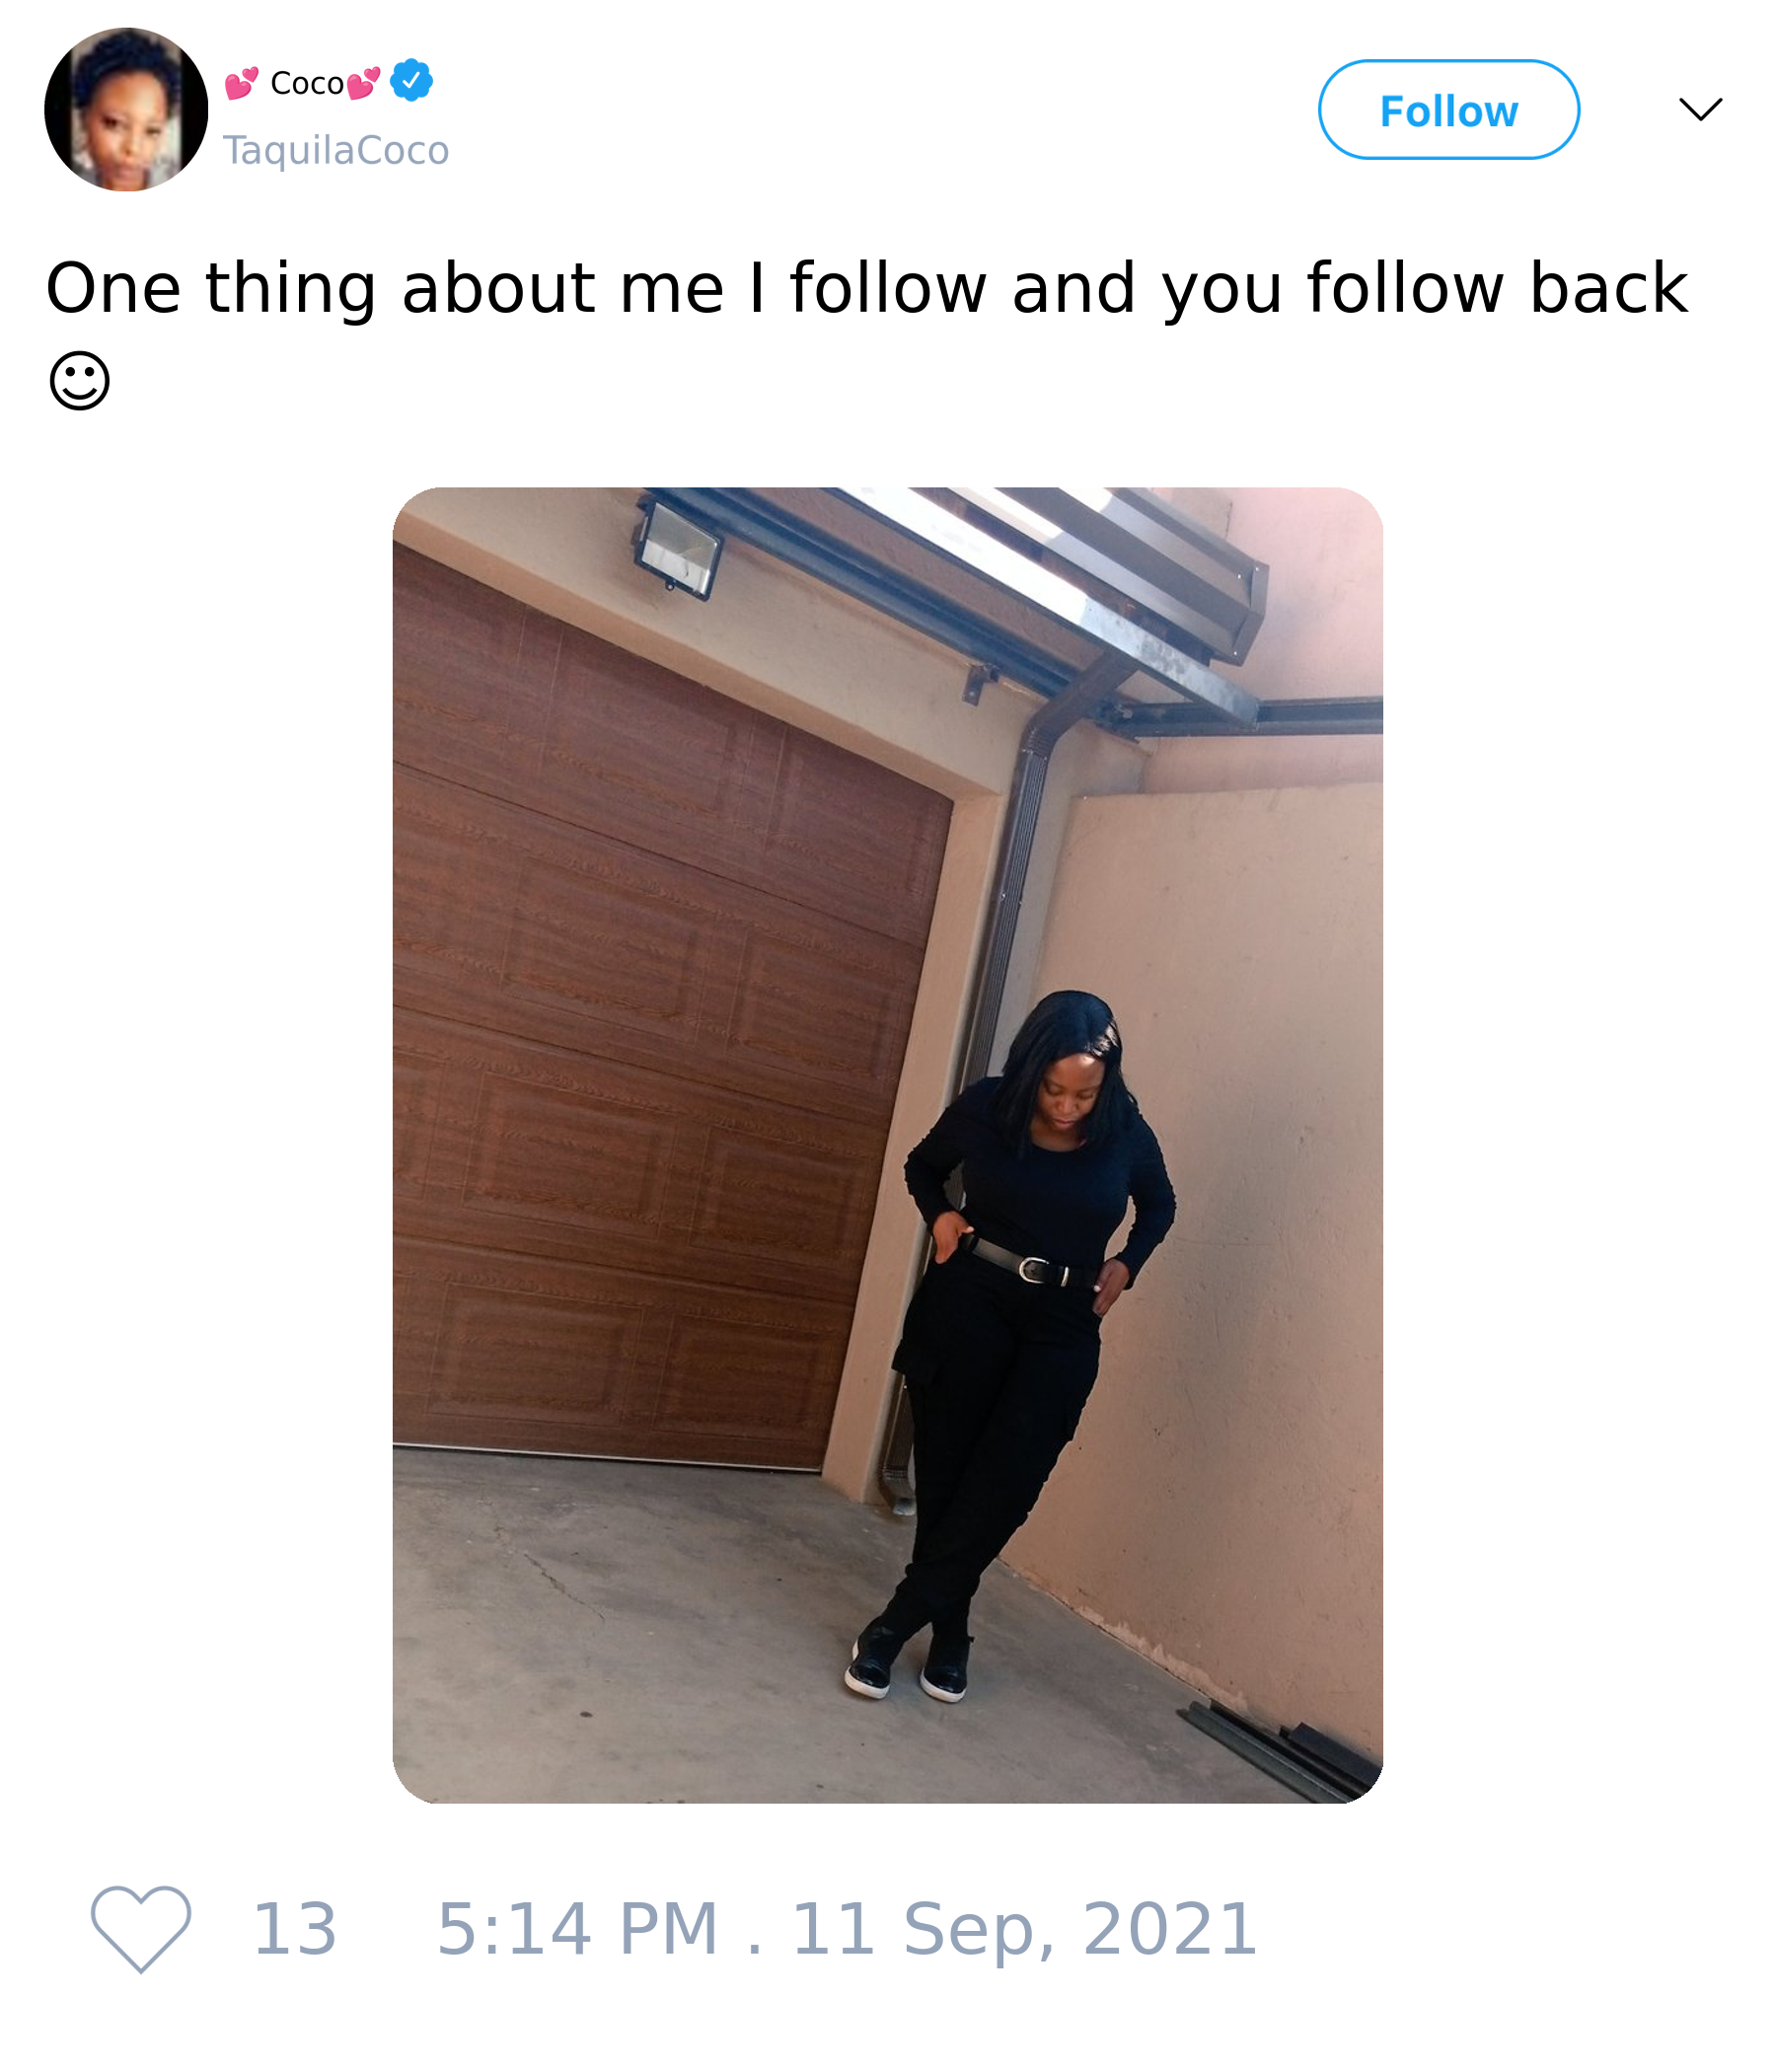 💕 Coco💕
TaquilaCoco
Follow
One thing about me I follow and you follow back
☺
13 5:14 PM . 11 Sep, 2021